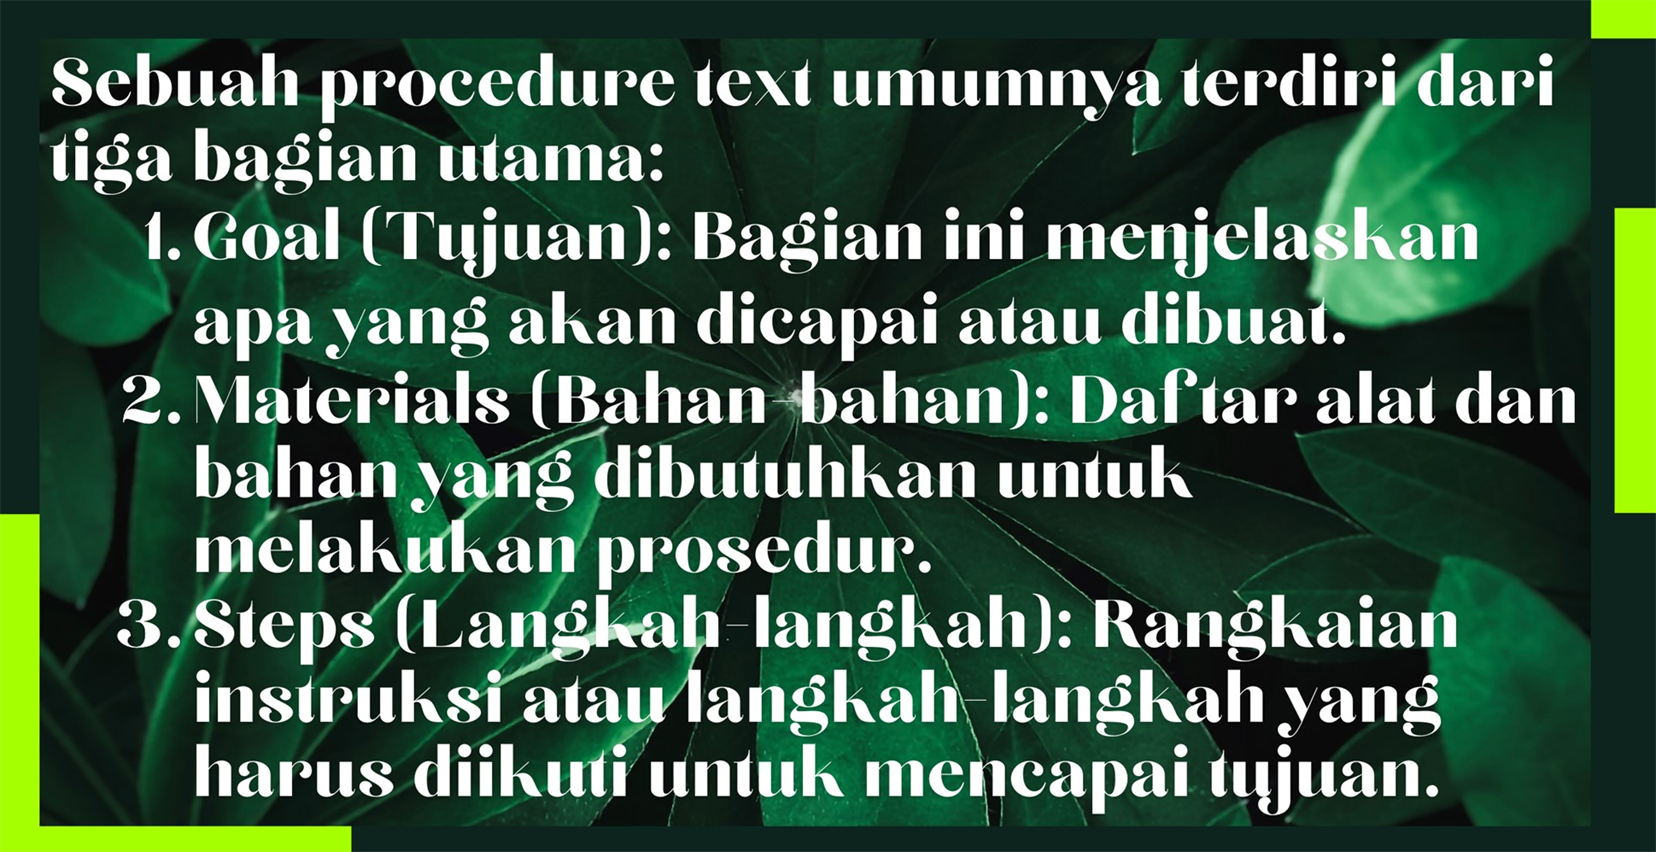 Sebuah procedure text umumnya terdiri dari
tiga bagian utama:
1. Goal (Tujuan): Bagian ini menjelaskan
apa yang akan dicapai atau dibuat.
2. Materials (Bahan-bahan): Daftar alat dan
bahan yang dibutuhkan untuk
melakukan prosedur.
3. Steps (Langkah-langkah): Rangkaian
instruksi atau langkah-langkah yang
harus diikuti untuk mencapai tujuan.